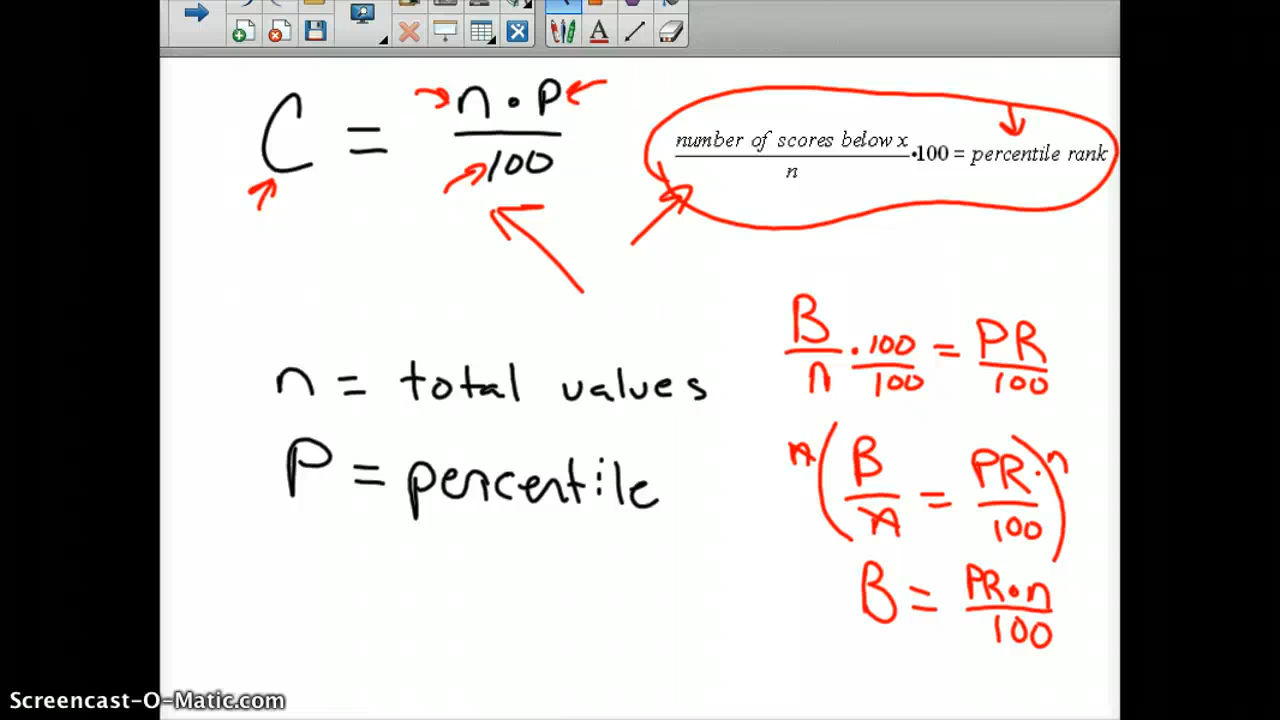 C = n • P / 100
number of scores below x / n • 100 = percentile rank
n = total values
P = percentile
B / n • 100 / 100 = PR / 100
n ( B / n = PR • n / 100 )
B = PR • n / 100
Screencast-O-Matic.com